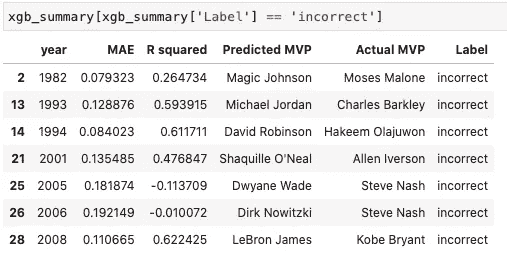 xgb_summary[xgb_summary['Label'] == 'incorrect']
year MAE R squared Predicted MVP Actual MVP Label
2 1982 0.079323 0.264734 Magic Johnson Moses Malone incorrect
13 1993 0.128876 0.593915 Michael Jordan Charles Barkley incorrect
14 1994 0.084023 0.611711 David Robinson Hakeem Olajuwon incorrect
21 2001 0.135485 0.476847 Shaquille O'Neal Allen Iverson incorrect
25 2005 0.181874 -0.113709 Dwyane Wade Steve Nash incorrect
26 2006 0.192149 -0.010072 Dirk Nowitzki Steve Nash incorrect
28 2008 0.110665 0.622425 LeBron James Kobe Bryant incorrect